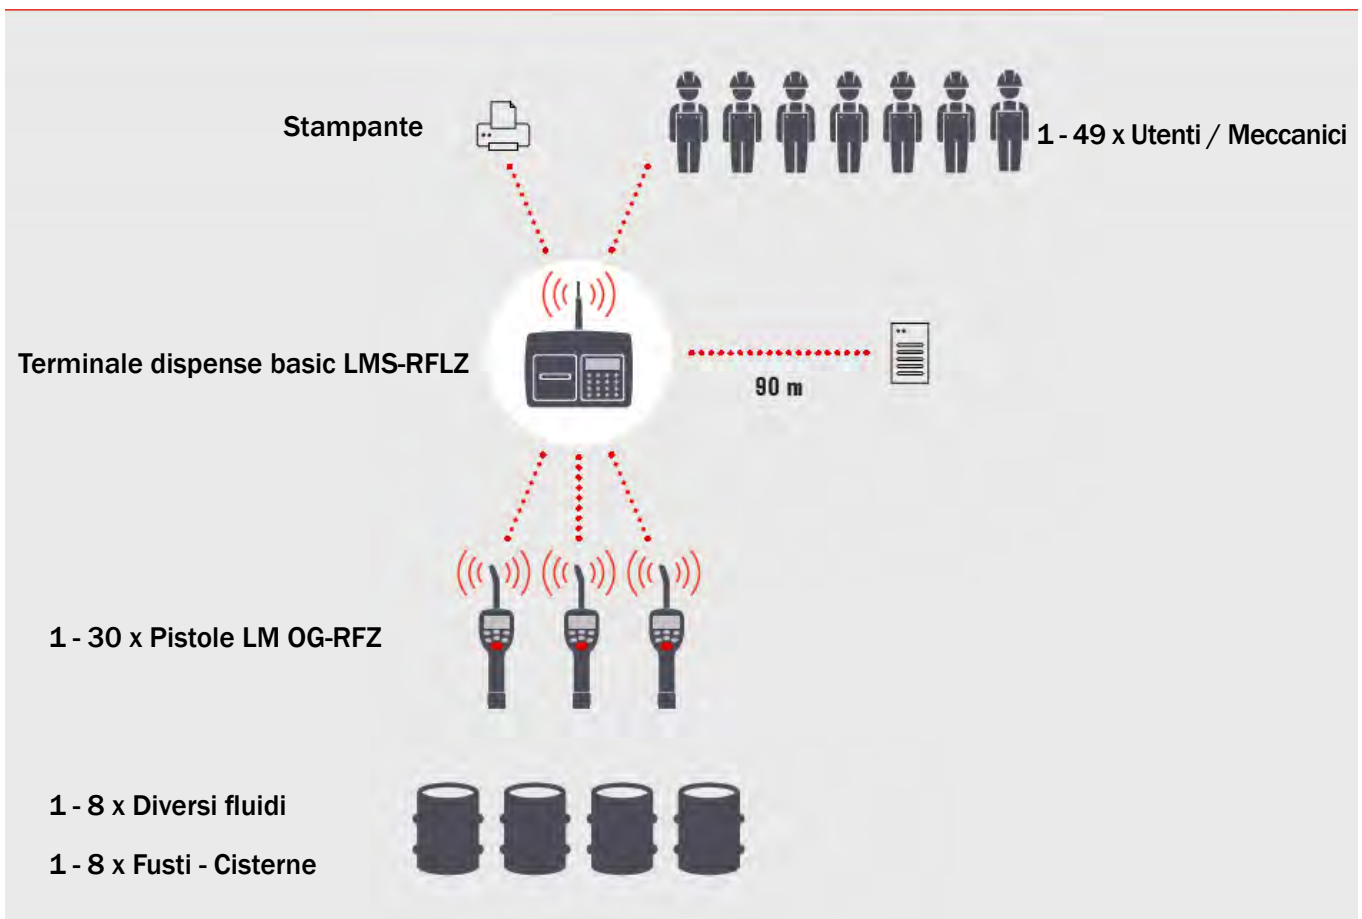 Stampante
1 - 49 x Utenti / Meccanici
Terminale dispense basic LMS-RFLZ
90 m
1 - 30 x Pistole LM OG-RFZ
1 - 8 x Diversi fluidi
1 - 8 x Fusti - Cisterne